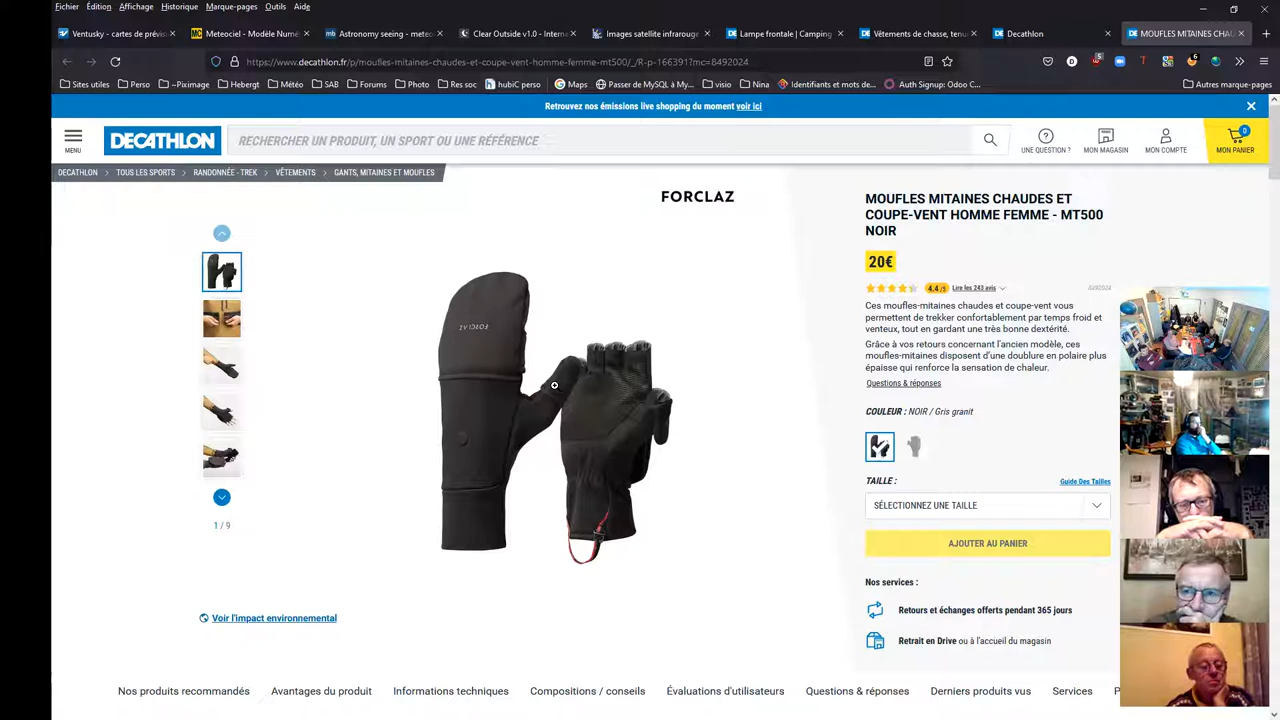 Fichier Édition Affichage Historique Marque-pages Outils Aide
Ventusky - cartes de prévis
Meteociel - Modèle Numé
Astronomy seeing - meteo
Clear Outside v1.0 - Intern
Images satellite infrarouge
Lampe frontale | Camping
Vêtements de chasse, tenu
Decathlon
MOUFLES MITAINES CHAU
https://www.decathlon.fr/p/moufles-mitaines-chaudes-et-coupe-vent-homme-femme-mt500/_/R-p-166391?mc=8492024
Sites utiles Perso ~Piximage Hebergt Météo SAB Forums Photo Res soc hubiC perso Maps Passer de MySQL à My... visio Nina Identifiants et mots de... Auth Signup: Odoo C... Autres marque-pages
Retrouvez nos émissions live shopping du moment voir ici
MENU
DECATHLON
RECHERCHER UN PRODUIT, UN SPORT OU UNE RÉFÉRENCE
UNE QUESTION ?
MON MAGASIN
MON COMPTE
0
MON PANIER
DECATHLON TOUS LES SPORTS RANDONNÉE - TREK VÊTEMENTS GANTS, MITAINES ET MOUFLES
FORCLAZ
MOUFLES MITAINES CHAUDES ET
COUPE-VENT HOMME FEMME - MT500
NOIR
20€
4.4/5 Lire les 243 avis
8492024
Ces moufles-mitaines chaudes et coupe-vent vous
permettent de trekker confortablement par temps froid et
venteux, tout en gardant une très bonne dextérité.
Grâce à vos retours concernant l'ancien modèle, ces
moufles-mitaines disposent d'une doublure en polaire plus
épaisse qui renforce la sensation de chaleur.
Questions & réponses
COULEUR : NOIR / Gris granit
TAILLE :
Guide Des Tailles
SÉLECTIONNEZ UNE TAILLE
AJOUTER AU PANIER
Nos services :
Retours et échanges offerts pendant 365 jours
Retrait en Drive ou à l'accueil du magasin
FORCLAZ
1 / 9
Voir l'impact environnemental
Nos produits recommandés Avantages du produit Informations techniques Compositions / conseils Évaluations d'utilisateurs Questions & réponses Derniers produits vus Services P